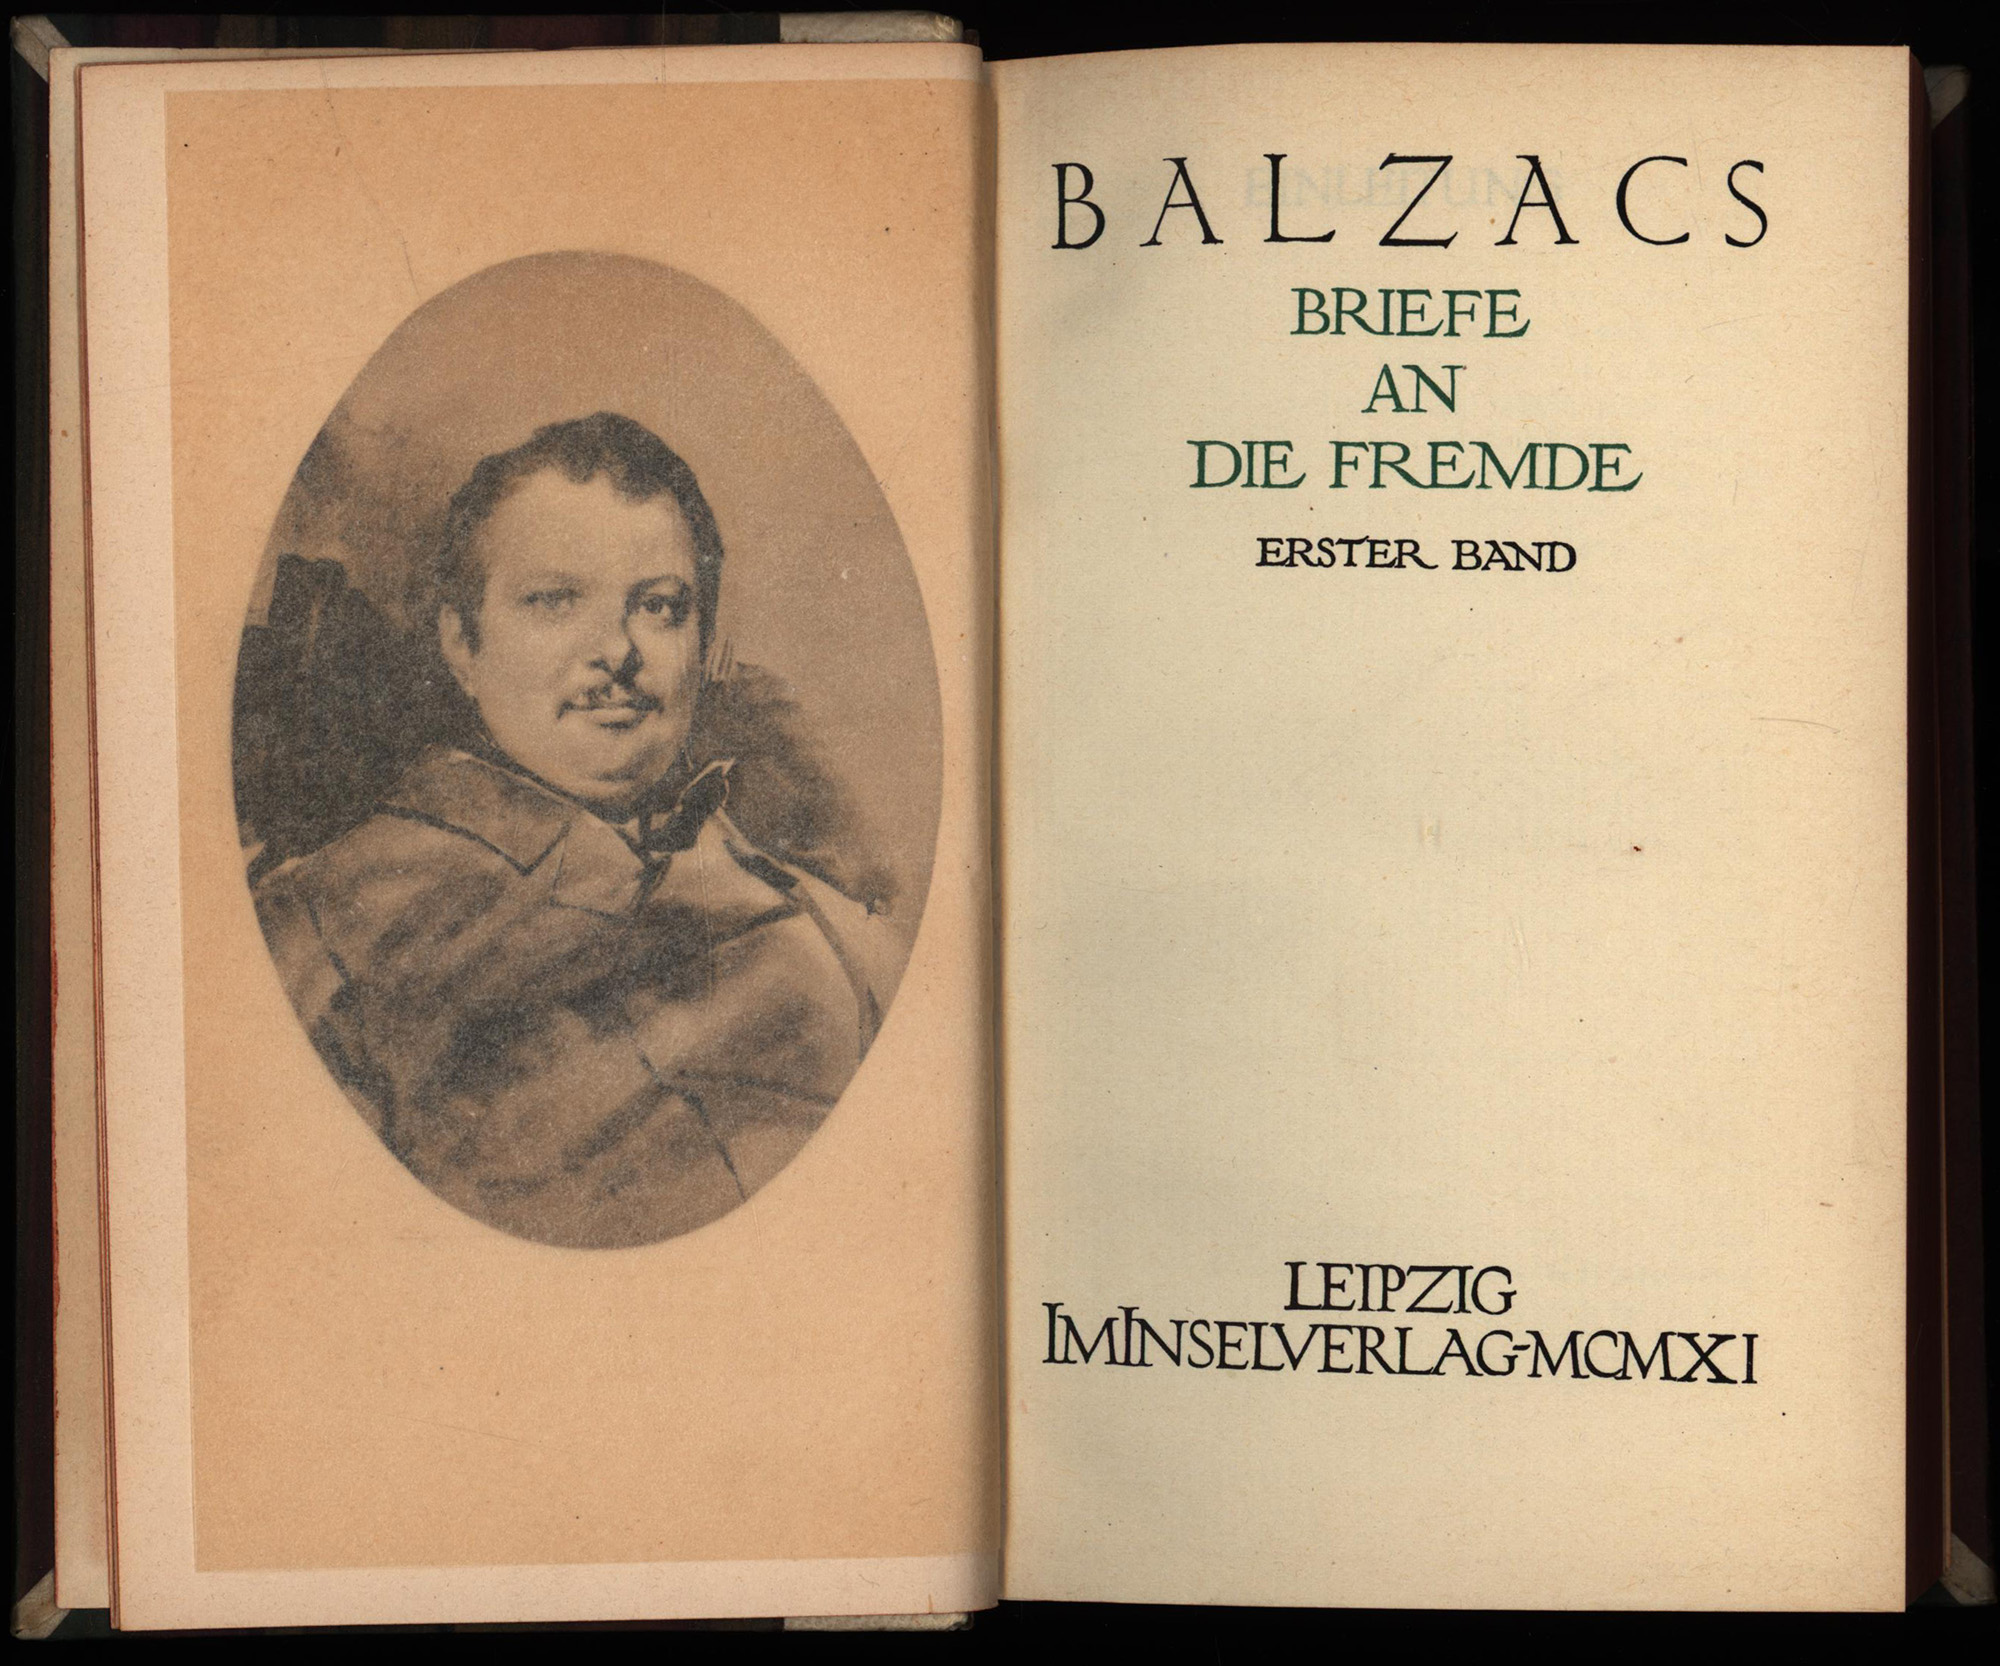 BALZACS
BRIEFE
AN
DIE FREMDE
ERSTER BAND
LEIPZIG
IM INSELVERLAG-MCMXI